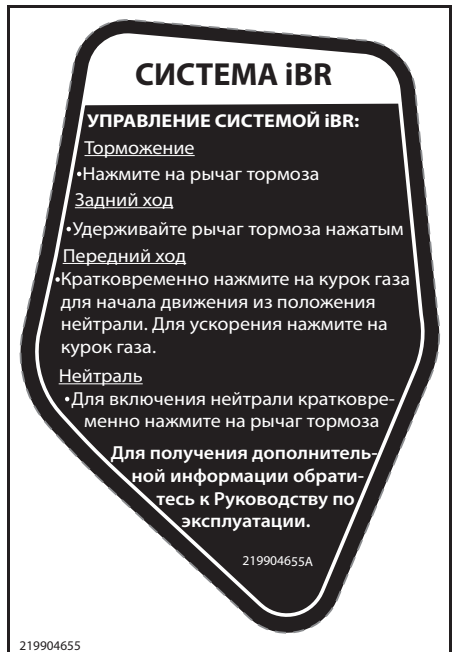 СИСТЕМА iBR
УПРАВЛЕНИЕ СИСТЕМОЙ iBR:
Торможение
•Нажмите на рычаг тормоза
Задний ход
•Удерживайте рычаг тормоза нажатым
Передний ход
•Кратковременно нажмите на курок газа
для начала движения из положения
нейтрали. Для ускорения нажмите на
курок газа.
Нейтраль
•Для включения нейтрали кратковре-
менно нажмите на рычаг тормоза
Для получения дополнитель-
ной информации обрати-
тесь к Руководству по
эксплуатации.
219904655A
219904655